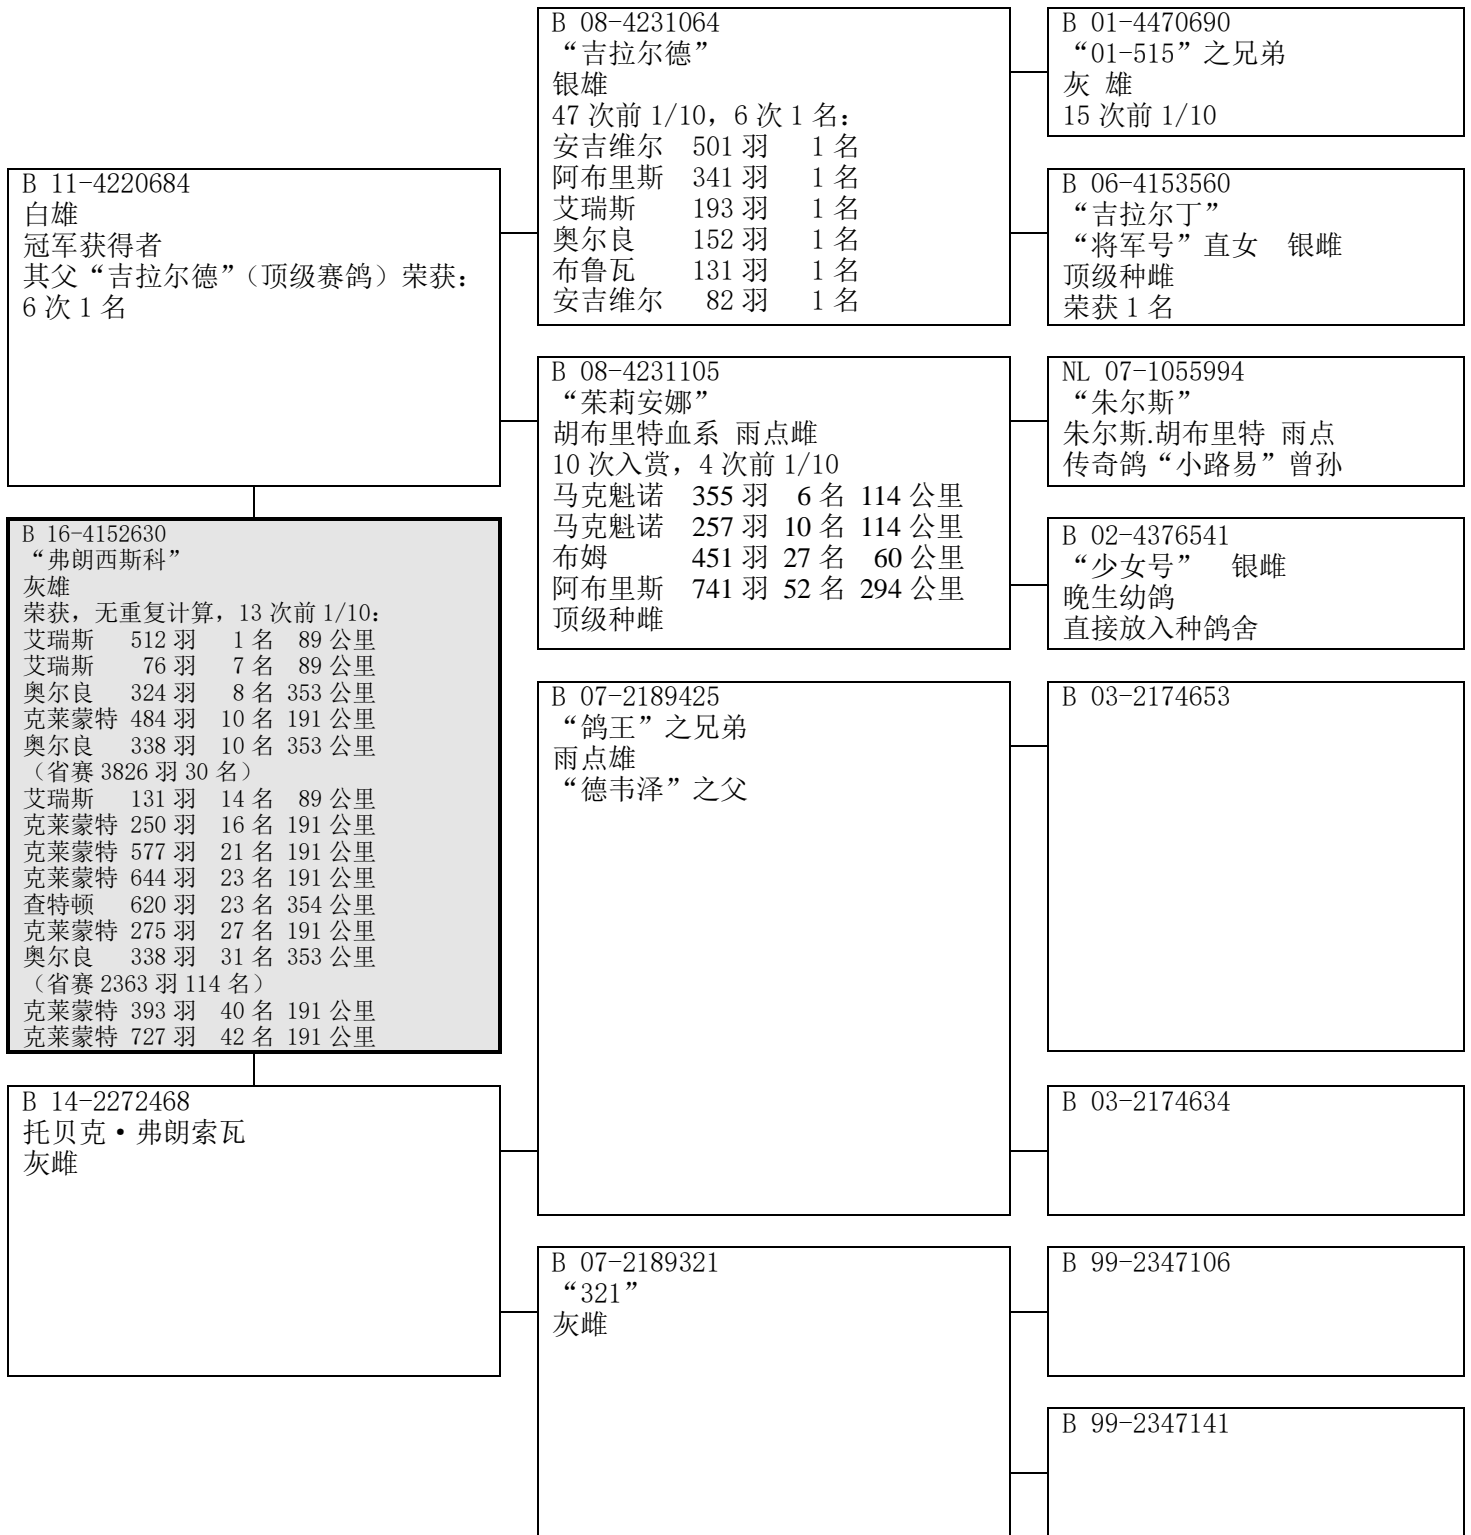 B 11-4220684
白雄
冠军获得者
其父“吉拉尔德”（顶级赛鸽）荣获：
6 次 1 名
B 16-4152630
“弗朗西斯科”
灰雄
荣获，无重复计算，13 次前 1/10：
艾瑞斯 512 羽 1 名 89 公里
艾瑞斯 76 羽 7 名 89 公里
奥尔良 324 羽 8 名 353 公里
克莱蒙特 484 羽 10 名 191 公里
奥尔良 338 羽 10 名 353 公里
（省赛 3826 羽 30 名）
艾瑞斯 131 羽 14 名 89 公里
克莱蒙特 250 羽 16 名 191 公里
克莱蒙特 577 羽 21 名 191 公里
克莱蒙特 644 羽 23 名 191 公里
查特顿 620 羽 23 名 354 公里
克莱蒙特 275 羽 27 名 191 公里
奥尔良 338 羽 31 名 353 公里
（省赛 2363 羽 114 名）
克莱蒙特 393 羽 40 名 191 公里
克莱蒙特 727 羽 42 名 191 公里
B 14-2272468
托贝克·弗朗索瓦
灰雌
B 08-4231064
“吉拉尔德”
银雄
47 次前 1/10，6 次 1 名：
安吉维尔 501 羽 1 名
阿布里斯 341 羽 1 名
艾瑞斯 193 羽 1 名
奥尔良 152 羽 1 名
布鲁瓦 131 羽 1 名
安吉维尔 82 羽 1 名
B 08-4231105
“茱莉安娜”
胡布里特血系 雨点雌
10 次入赏，4 次前 1/10
马克魁诺 355 羽 6 名 114 公里
马克魁诺 257 羽 10 名 114 公里
布姆 451 羽 27 名 60 公里
阿布里斯 741 羽 52 名 294 公里
顶级种雌
B 07-2189425
“鸽王”之兄弟
雨点雄
“德韦泽”之父
B 07-2189321
“321”
灰雌
B 01-4470690
“01-515”之兄弟
灰 雄
15 次前 1/10
B 06-4153560
“吉拉尔丁”
“将军号”直女 银雌
顶级种雌
荣获 1 名
NL 07-1055994
“朱尔斯”
朱尔斯.胡布里特 雨点
传奇鸽“小路易”曾孙
B 02-4376541
“少女号” 银雌
晚生幼鸽
直接放入种鸽舍
B 03-2174653
B 03-2174634
B 99-2347106
B 99-2347141